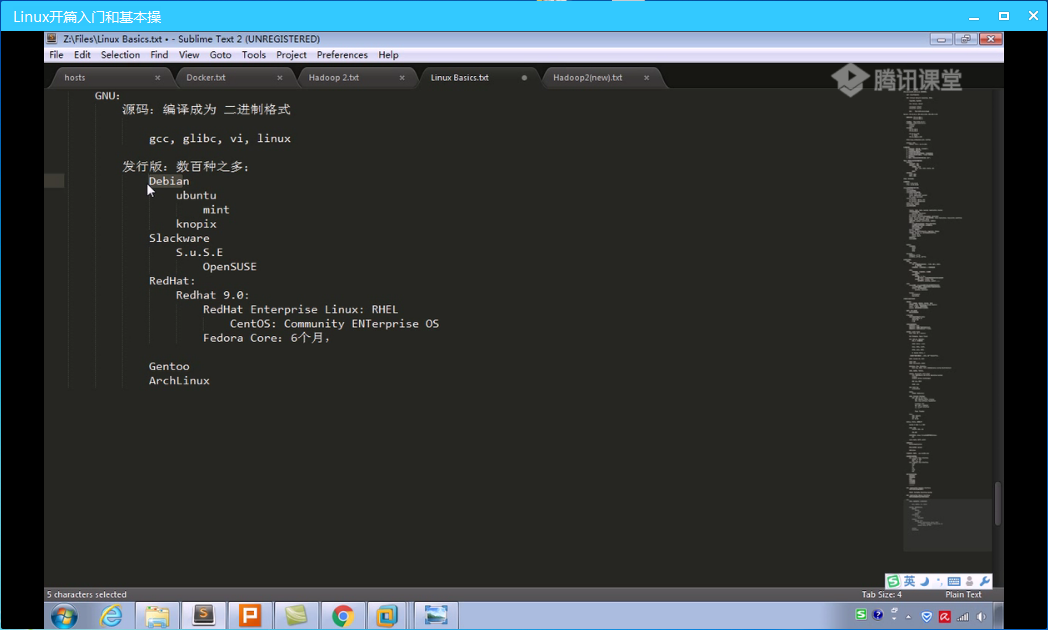 Linux开篇入门和基本操
Z:\Files\Linux Basics.txt • - Sublime Text 2 (UNREGISTERED)
File Edit Selection Find View Goto Tools Project Preferences Help
hosts Docker.txt Hadoop 2.txt Linux Basics.txt Hadoop2(new).txt
腾讯课堂
GNU:
源码：编译成为 二进制格式
gcc, glibc, vi, linux
发行版：数百种之多；
Debian
ubuntu
mint
knopix
Slackware
S.u.S.E
OpenSUSE
RedHat:
Redhat 9.0:
RedHat Enterprise Linux: RHEL
CentOS: Community ENTerprise OS
Fedora Core：6个月，
Gentoo
ArchLinux
英
5 characters selected Tab Size: 4 Plain Text